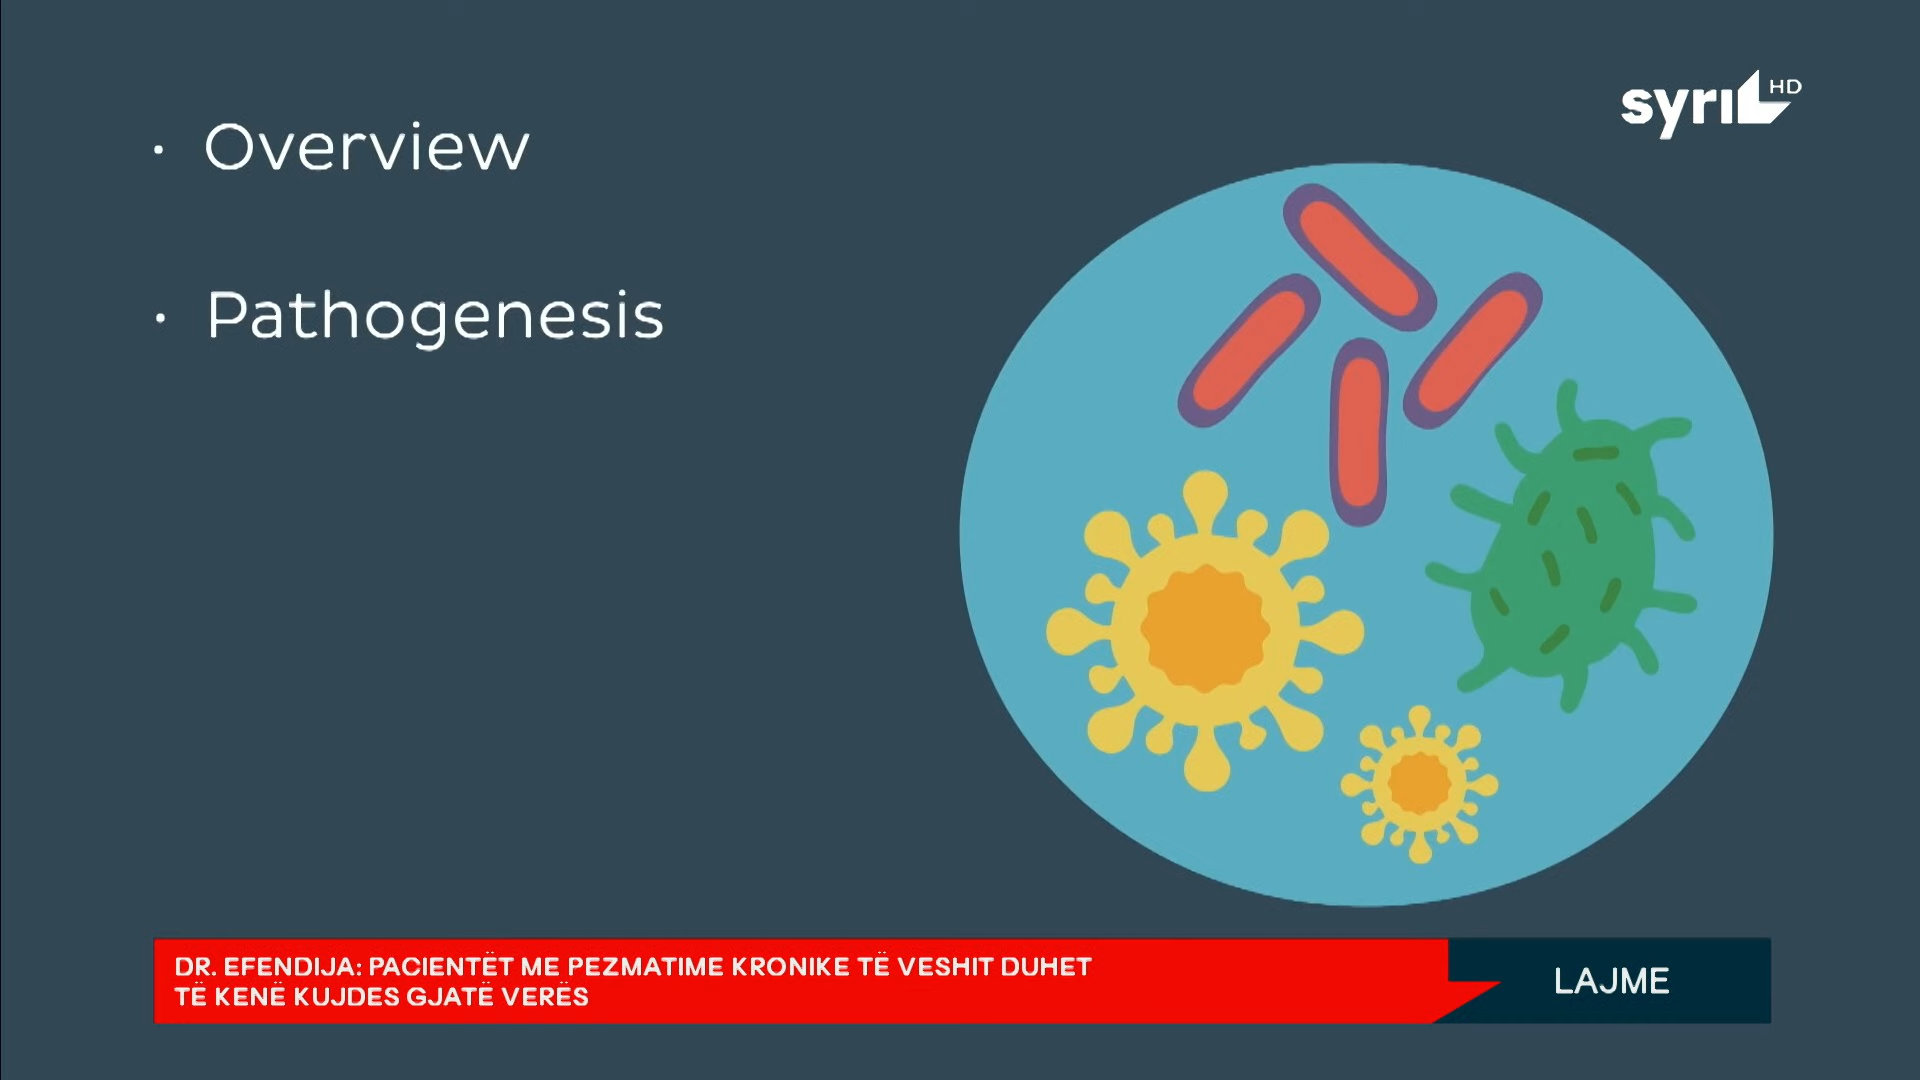 syri HD
• Overview
• Pathogenesis
DR. EFENDIJA: PACIENTËT ME PEZMATIME KRONIKE TË VESHIT DUHET
TË KENË KUJDES GJATË VERËS
LAJME